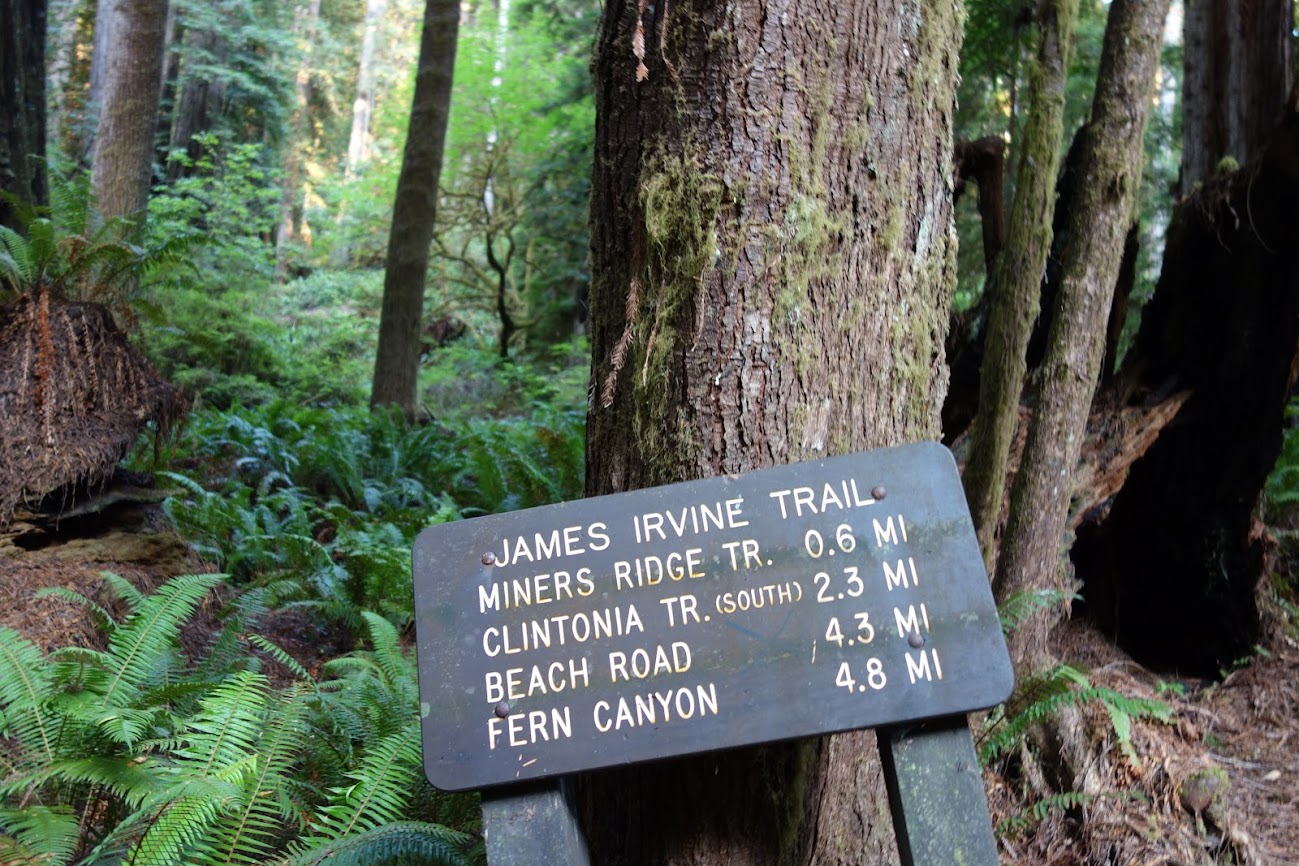 JAMES IRVINE TRAIL
MINERS RIDGE TR. 0.6 MI
CLINTONIA TR. (SOUTH) 2.3 MI
BEACH ROAD 4.3 MI
FERN CANYON 4.8 MI